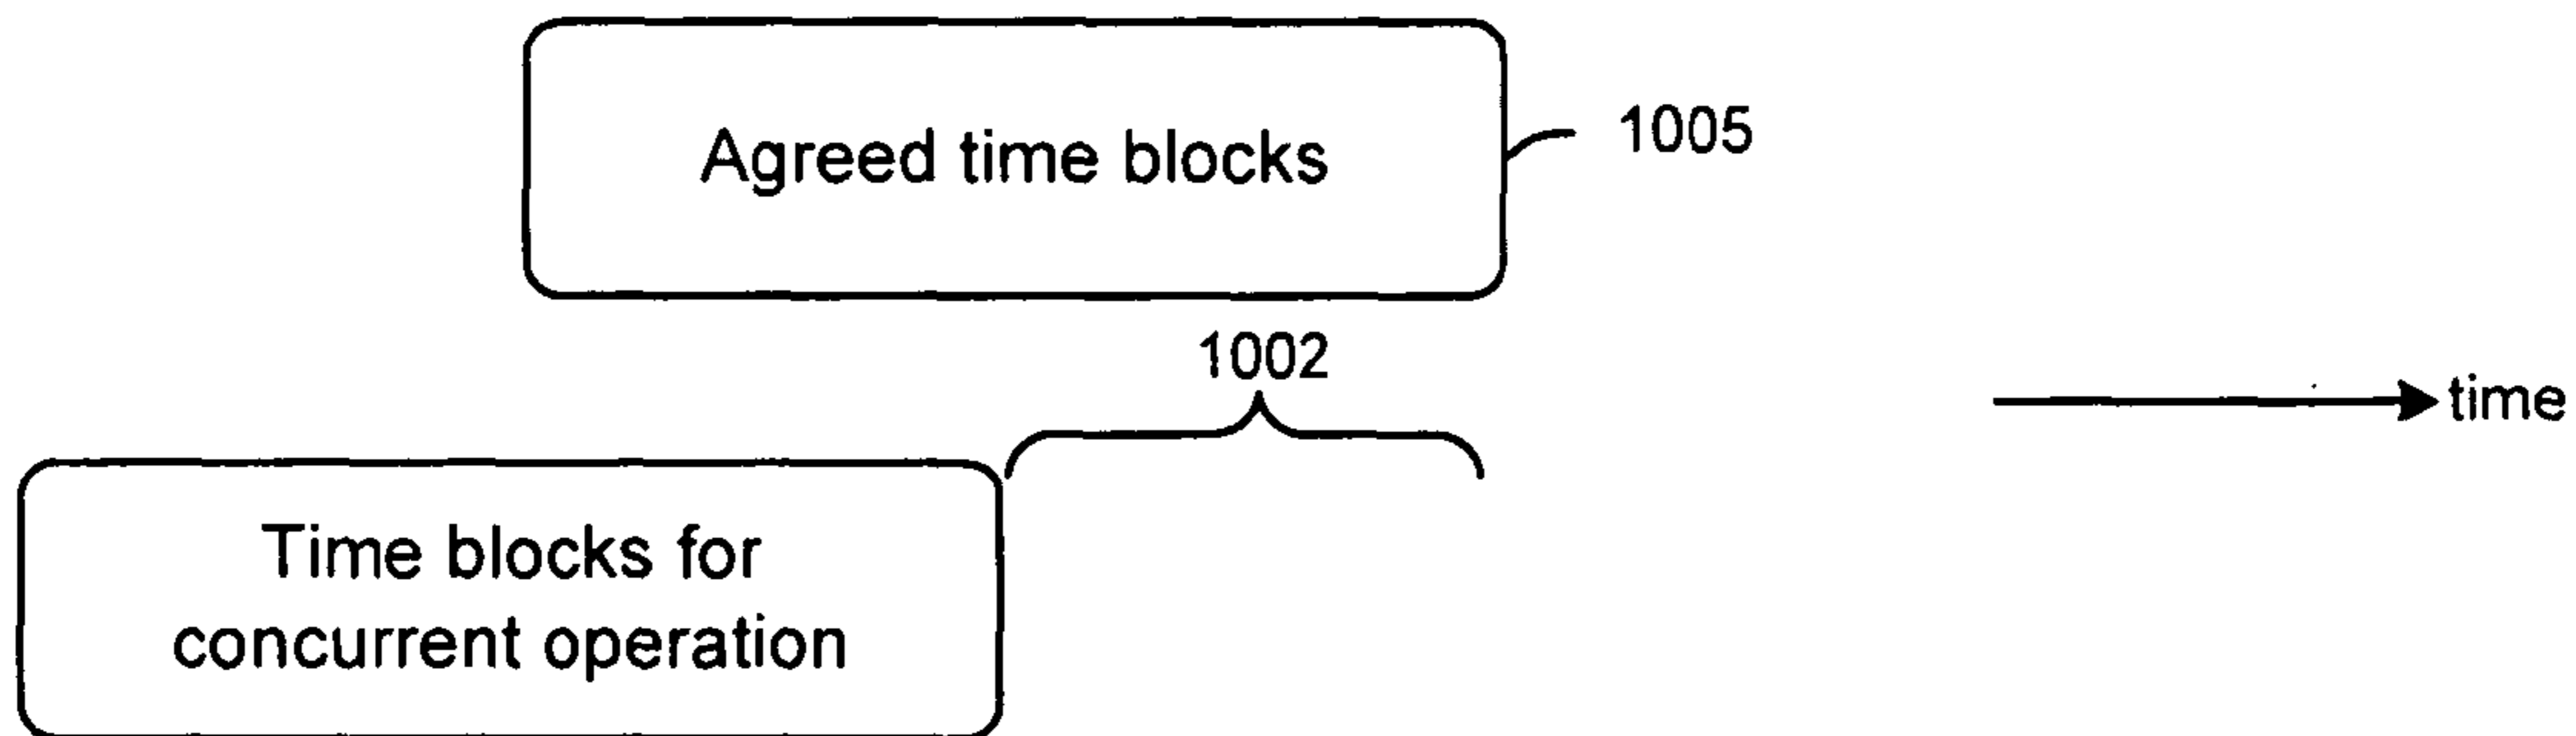 Agreed time blocks
1005
1002
time
Time blocks for
concurrent operation